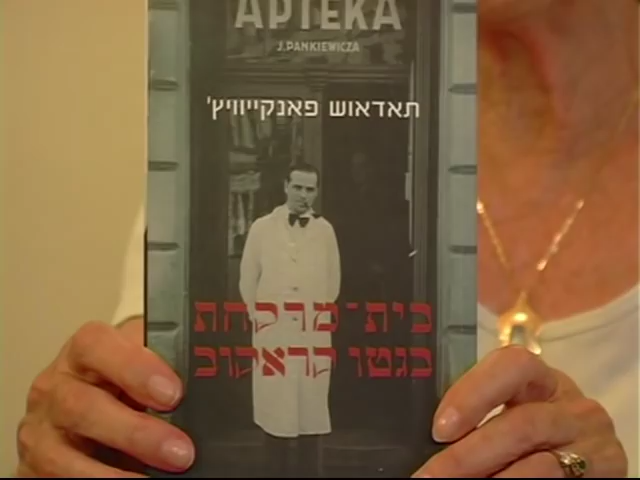 APTEKA
J. PANKIEWICZA
תאדאוש פאנקייוויץ'
בית־מרקחת
בגטו קראקוב